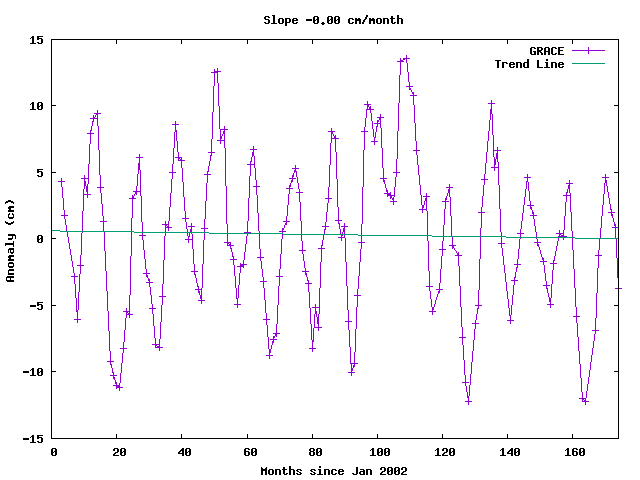 Slope -0.00 cm/month
GRACE
Trend Line
Anomaly (cm)
15
10
5
0
-5
-10
-15
0 20 40 60 80 100 120 140 160
Months since Jan 2002